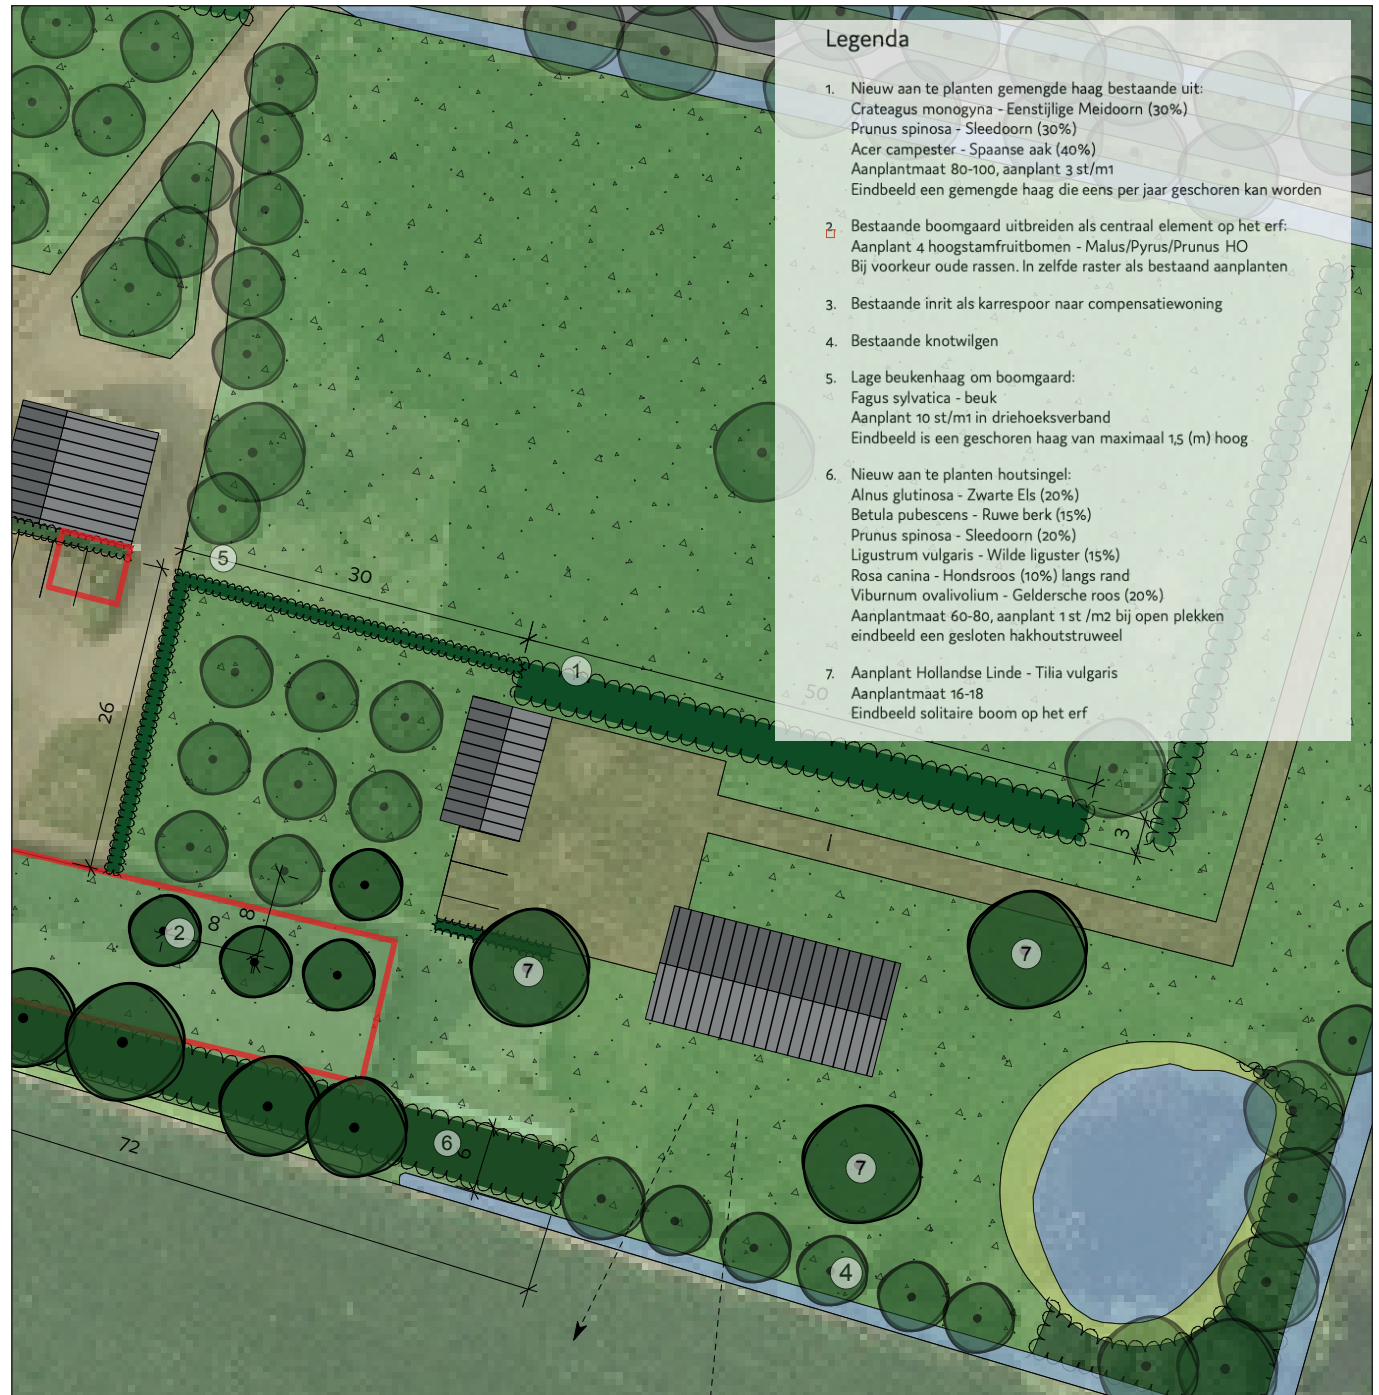 Legenda
1. Nieuw aan te planten gemengde haag bestaande uit:
Crateagus monogyna - Eenstijlige Meidoorn (30%)
Prunus spinosa - Sleedoorn (30%)
Acer campester - Spaanse aak (40%)
Aanplantmaat 80-100, aanplant 3 st/m1
Eindbeeld een gemengde haag die eens per jaar geschoren kan worden
2. Bestaande boomgaard uitbreiden als centraal element op het erf:
Aanplant 4 hoogstamfruitbomen - Malus/Pyrus/Prunus HO
Bij voorkeur oude rassen. In zelfde raster als bestaand aanplanten
3. Bestaande inrit als karrespoor naar compensatiewoning
4. Bestaande knotwilgen
5. Lage beukenhaag om boomgaard:
Fagus sylvatica - beuk
Aanplant 10 st/m1 in driehoeksverband
Eindbeeld is een geschoren haag van maximaal 1,5 (m) hoog
6. Nieuw aan te planten houtsingel:
Alnus glutinosa - Zwarte Els (20%)
Betula pubescens - Ruwe berk (15%)
Prunus spinosa - Sleedoorn (20%)
Ligustrum vulgaris - Wilde liguster (15%)
Rosa canina - Hondsroos (10%) langs rand
Viburnum ovalivolium - Geldersche roos (20%)
Aanplantmaat 60-80, aanplant 1 st /m2 bij open plekken
eindbeeld een gesloten hakhoutstruweel
7. Aanplant Hollandse Linde - Tilia vulgaris
Aanplantmaat 16-18
Eindbeeld solitaire boom op het erf
5
30
1
50
26
3
8
8
2
7
7
7
6
6
72
4